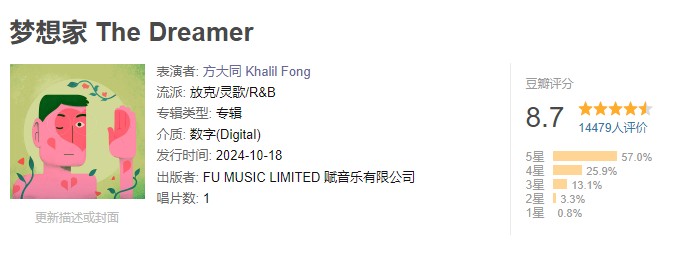 梦想家 The Dreamer
表演者: 方大同 Khalil Fong
流派: 放克/灵歌/R&B
专辑类型: 专辑
介质: 数字(Digital)
发行时间: 2024-10-18
出版者: FU MUSIC LIMITED 赋音乐有限公司
唱片数: 1
更新描述或封面
豆瓣评分
8.7
14479人评价
5星 57.0%
4星 25.9%
3星 13.1%
2星 3.3%
1星 0.8%